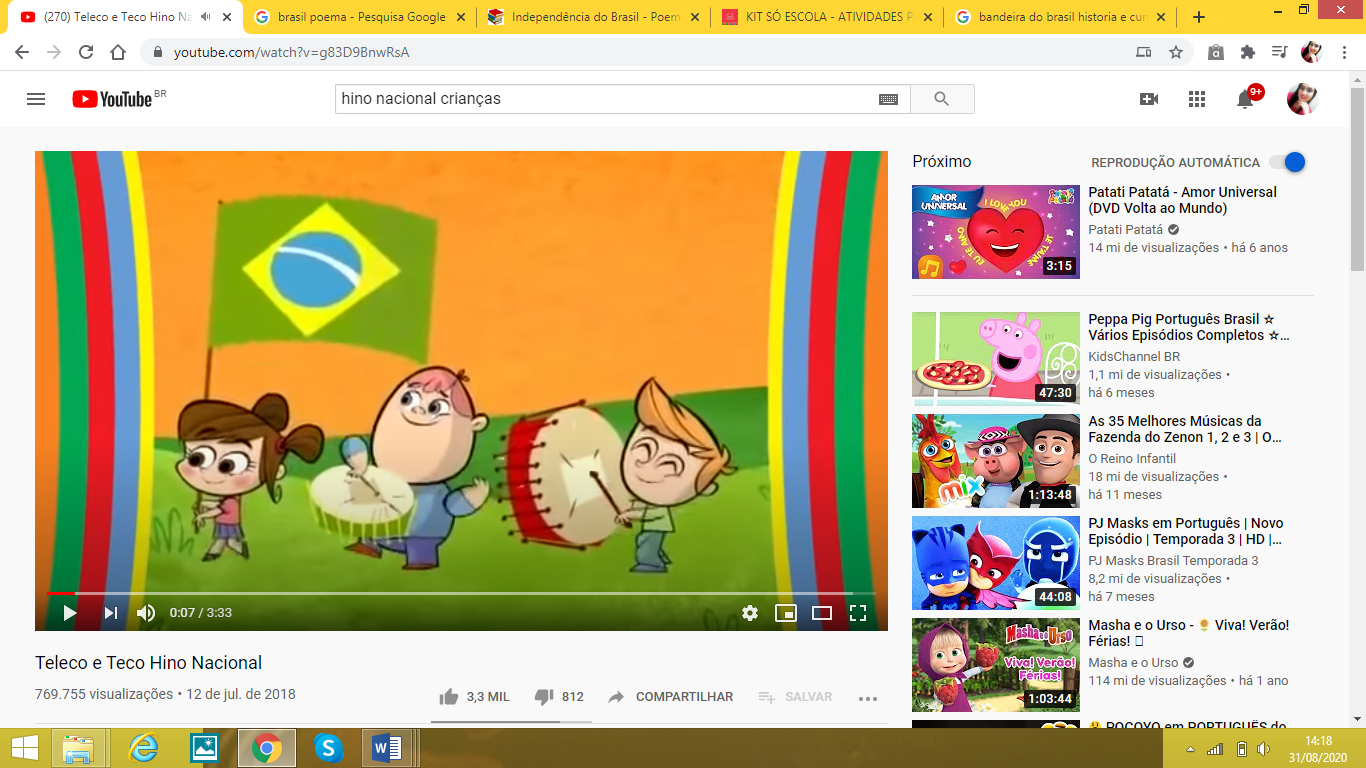 (270) Teleco e Teco Hino Na
brasil poema - Pesquisa Google
Independência do Brasil - Poem
KIT SÓ ESCOLA - ATIVIDADES P
bandeira do brasil historia e cur
youtube.com/watch?v=g83D9BnwRsA
YouTube BR
hino nacional crianças
9+
Próximo
REPRODUÇÃO AUTOMÁTICA
AMOR UNIVERSAL
I LOVE YOU
EU TE AMO
JE T'AIME
3:15
Patati Patatá - Amor Universal
(DVD Volta ao Mundo)
Patati Patatá
14 mi de visualizações • há 6 anos
47:30
Peppa Pig Português Brasil ☆
Vários Episódios Completos ☆...
KidsChannel BR
1,1 mi de visualizações •
há 6 meses
mix
1:13:48
As 35 Melhores Músicas da
Fazenda do Zenon 1, 2 e 3 | O...
O Reino Infantil
18 mi de visualizações •
há 11 meses
44:08
PJ Masks em Português | Novo
Episódio | Temporada 3 | HD |...
PJ Masks Brasil Temporada 3
8,2 mi de visualizações •
há 7 meses
Masha e o Urso
Viva! Verão!
Férias!
1:03:44
Masha e o Urso - 🌻 Viva! Verão!
Férias!
Masha e o Urso
114 mi de visualizações • há 1 ano
POCOYO em PORTUGUÊS do
0:07 / 3:33
Teleco e Teco Hino Nacional
769.755 visualizações • 12 de jul. de 2018
3,3 MIL
812
COMPARTILHAR
SALVAR
14:18
31/08/2020